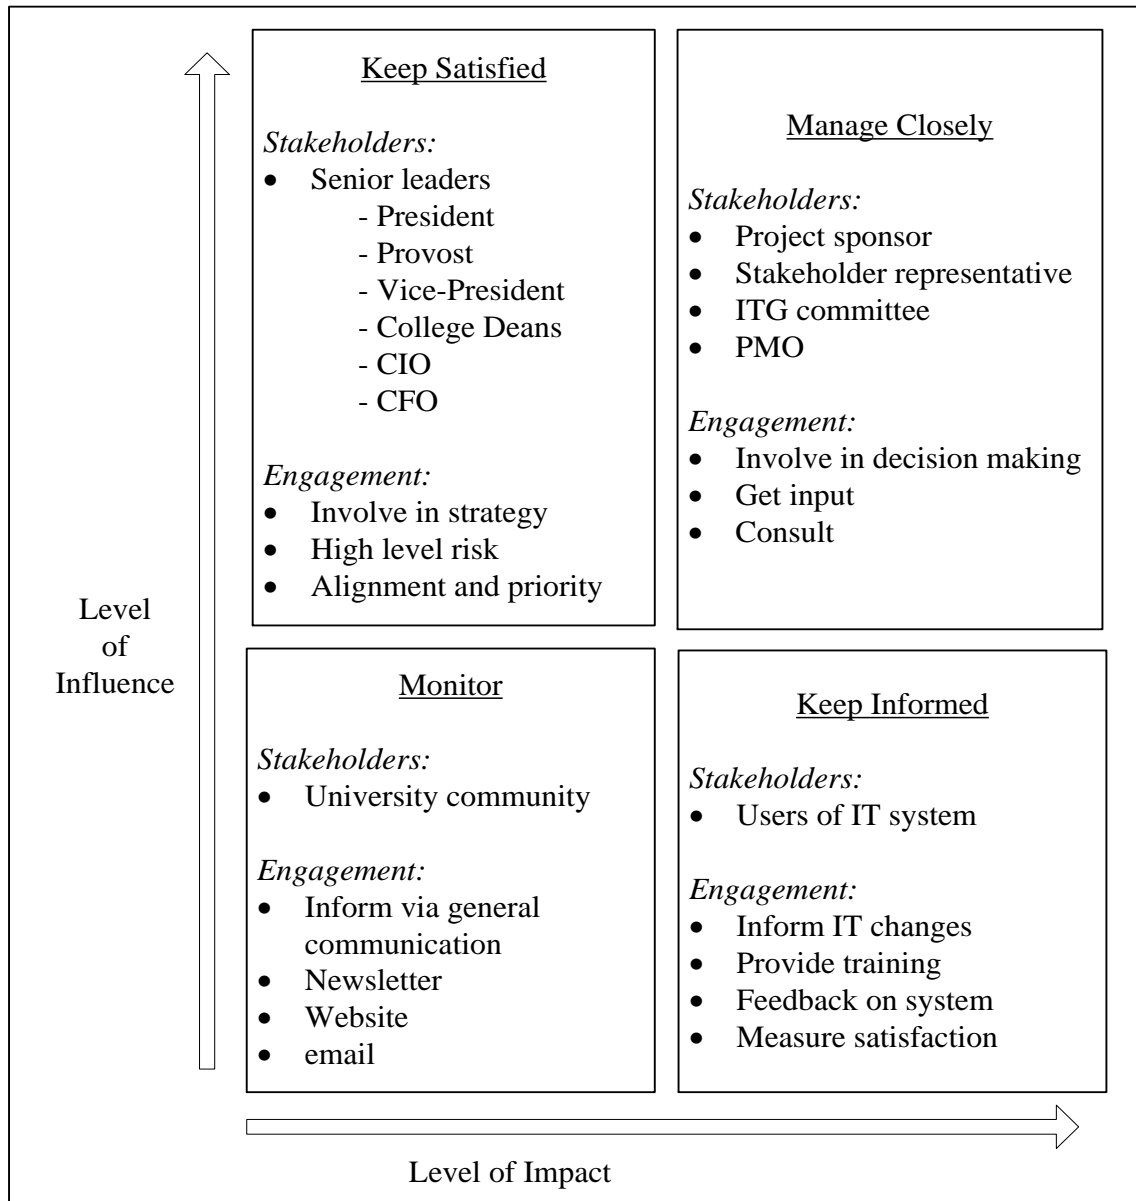 Keep Satisfied
Stakeholders:
• Senior leaders
- President
- Provost
- Vice-President
- College Deans
- CIO
- CFO
Engagement:
• Involve in strategy
• High level risk
• Alignment and priority
Manage Closely
Stakeholders:
• Project sponsor
• Stakeholder representative
• ITG committee
• PMO
Engagement:
• Involve in decision making
• Get input
• Consult
Level
of
Influence
Monitor
Stakeholders:
• University community
Engagement:
• Inform via general
communication
• Newsletter
• Website
• email
Keep Informed
Stakeholders:
• Users of IT system
Engagement:
• Inform IT changes
• Provide training
• Feedback on system
• Measure satisfaction
Level of Impact